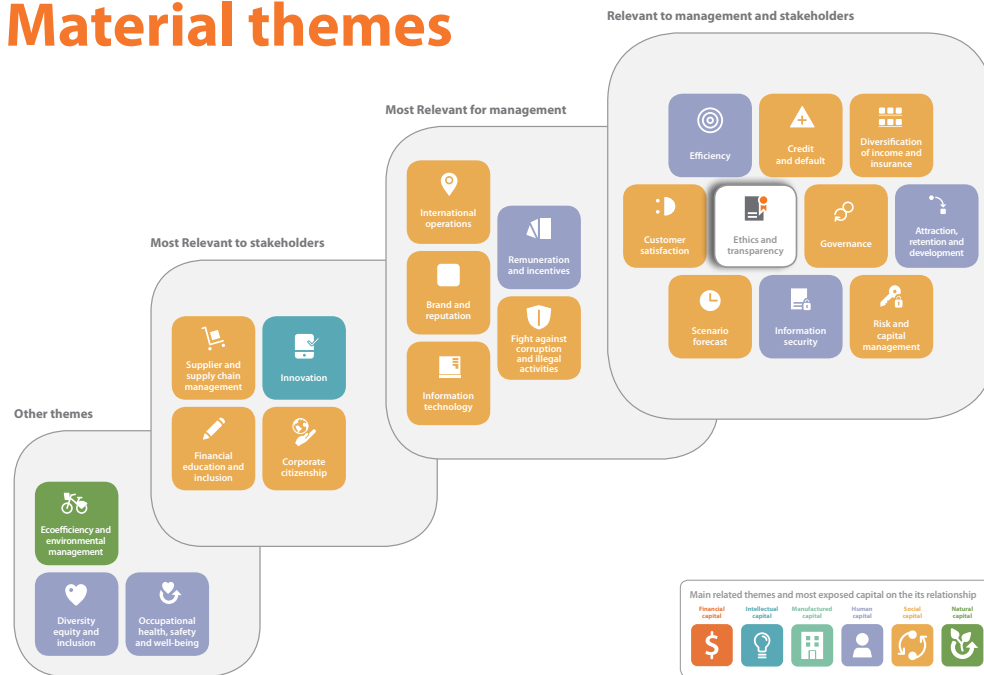 Material themes
Relevant to management and stakeholders
Efficiency
Credit
and default
Diversification
of income and
insurance
Customer
satisfaction
Ethics and
transparency
Governance
Attraction,
retention and
development
Scenario
forecast
Information
security
Risk and
capital
management
Most Relevant for management
International
operations
Remuneration
and incentives
Brand and
reputation
Fight against
corruption
and illegal
activities
Information
technology
Most Relevant to stakeholders
Supplier and
supply chain
management
Innovation
Financial
education and
inclusion
Corporate
citizenship
Other themes
Ecoefficiency and
environmental
management
Diversity
equity and
inclusion
Occupational
health, safety
and well-being
Main related themes and most exposed capital on the its relationship
Financial
capital
Intellectual
capital
Manufactured
capital
Human
capital
Social
capital
Natural
capital
$